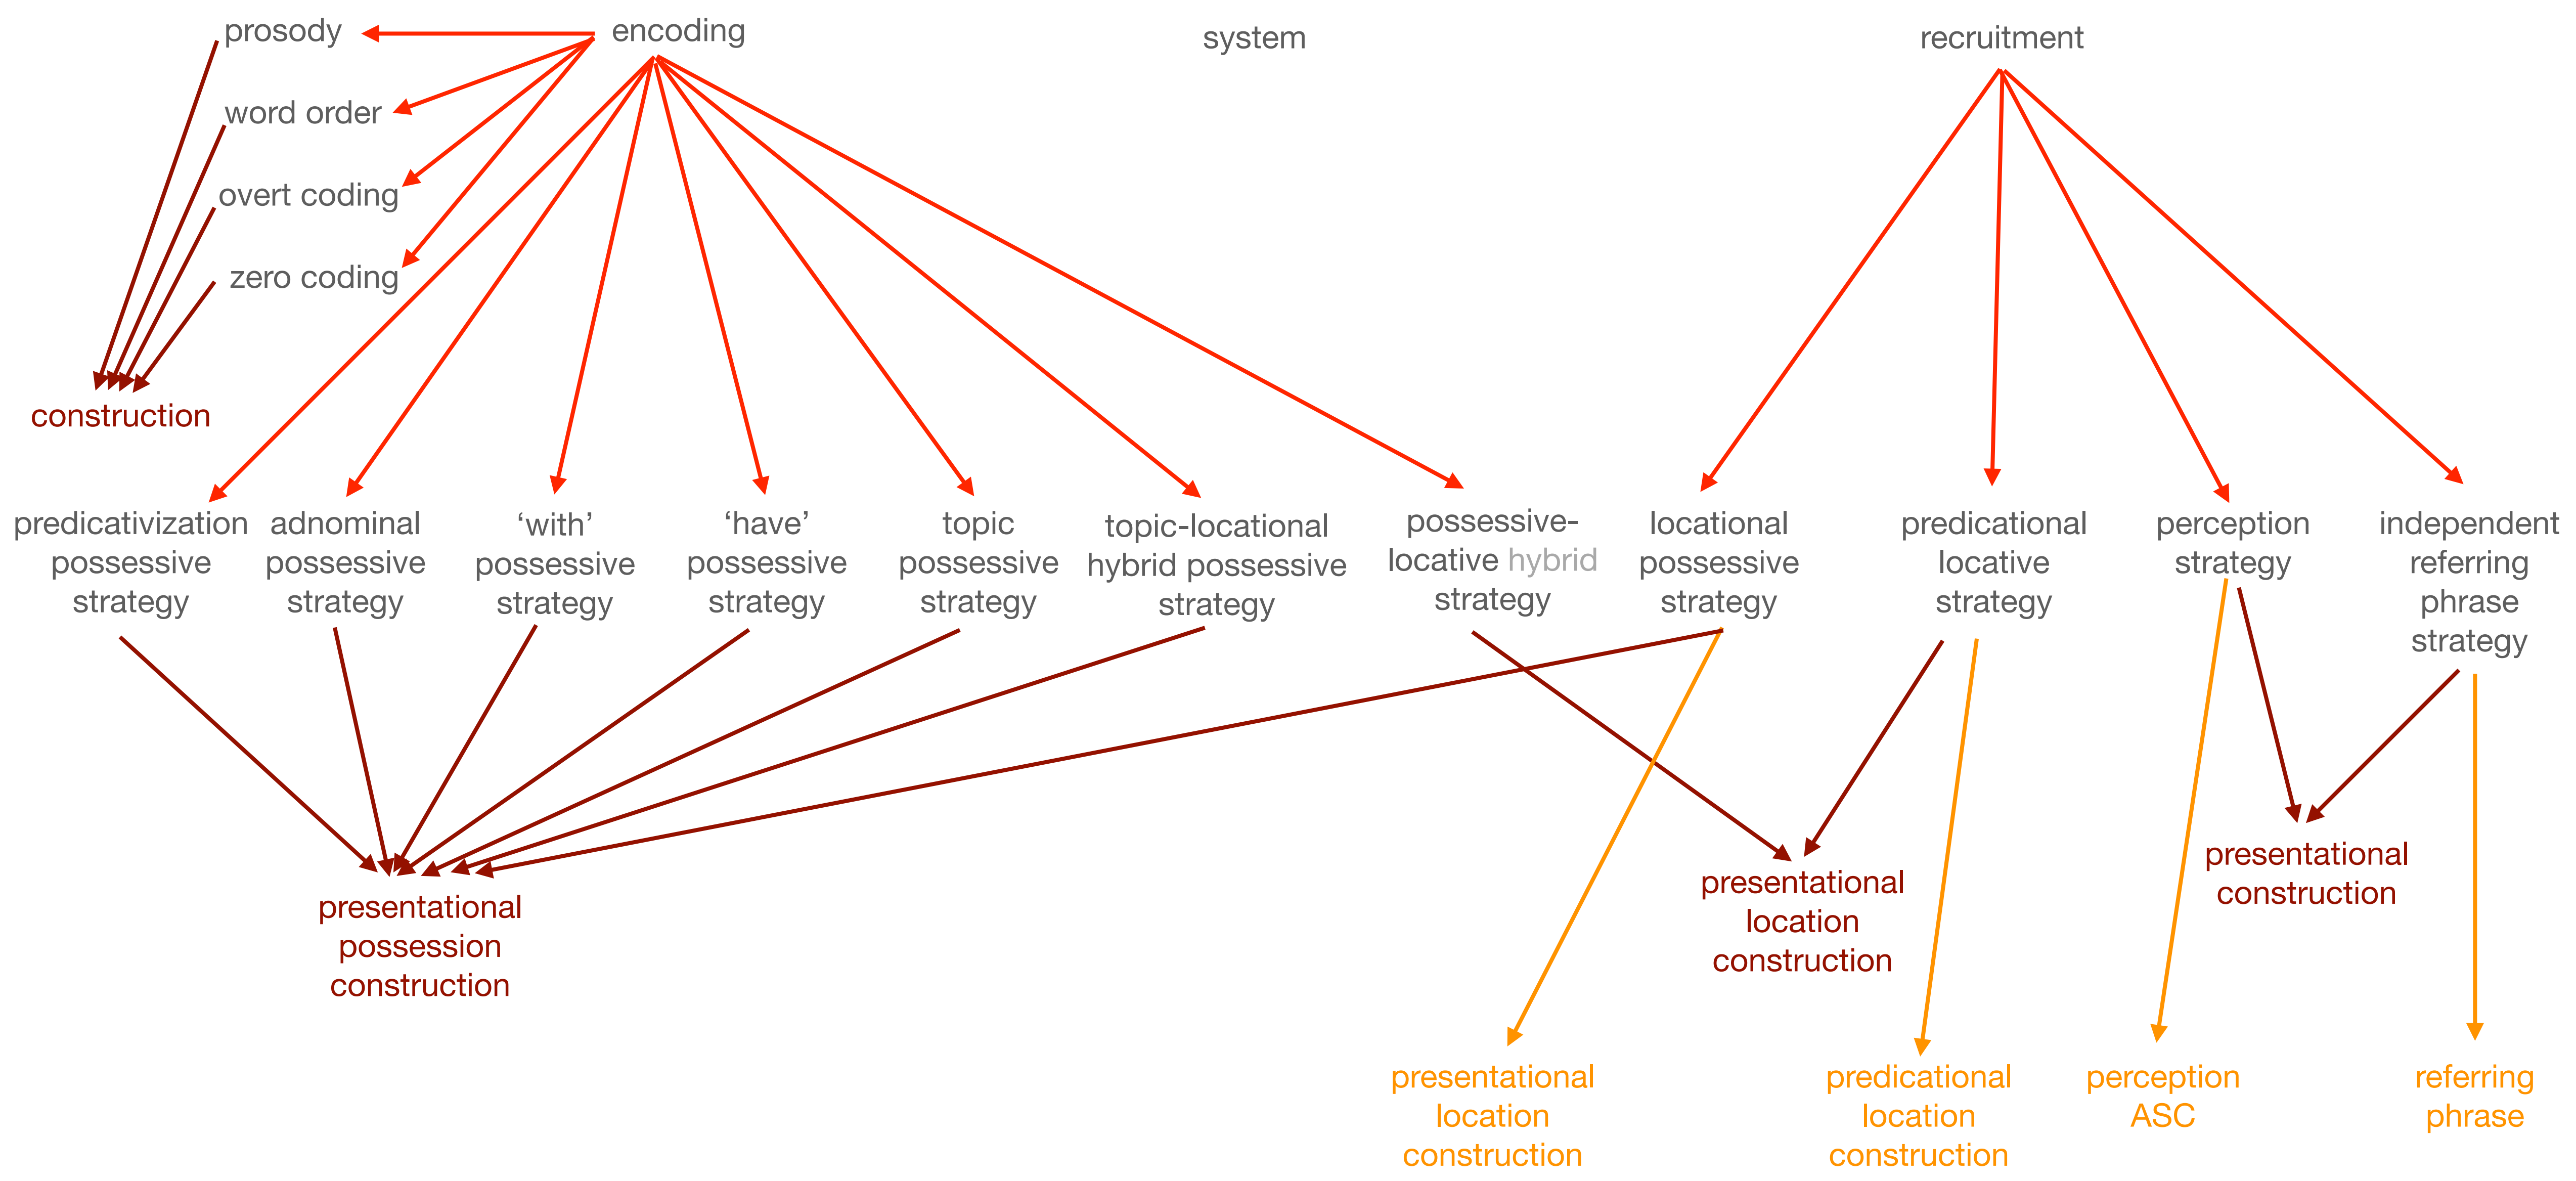 prosody
encoding
system
recruitment
word order
overt coding
zero coding
construction
predicativization
possessive
strategy
adnominal
possessive
strategy
‘with’
possessive
strategy
‘have’
possessive
strategy
topic
possessive
strategy
topic-locational
hybrid possessive
strategy
possessive-
locative hybrid
strategy
locational
possessive
strategy
predicational
locative
strategy
perception
strategy
independent
referring
phrase
strategy
presentational
possession
construction
presentational
location
construction
presentational
construction
presentational
location
construction
predicational
location
construction
perception
ASC
referring
phrase